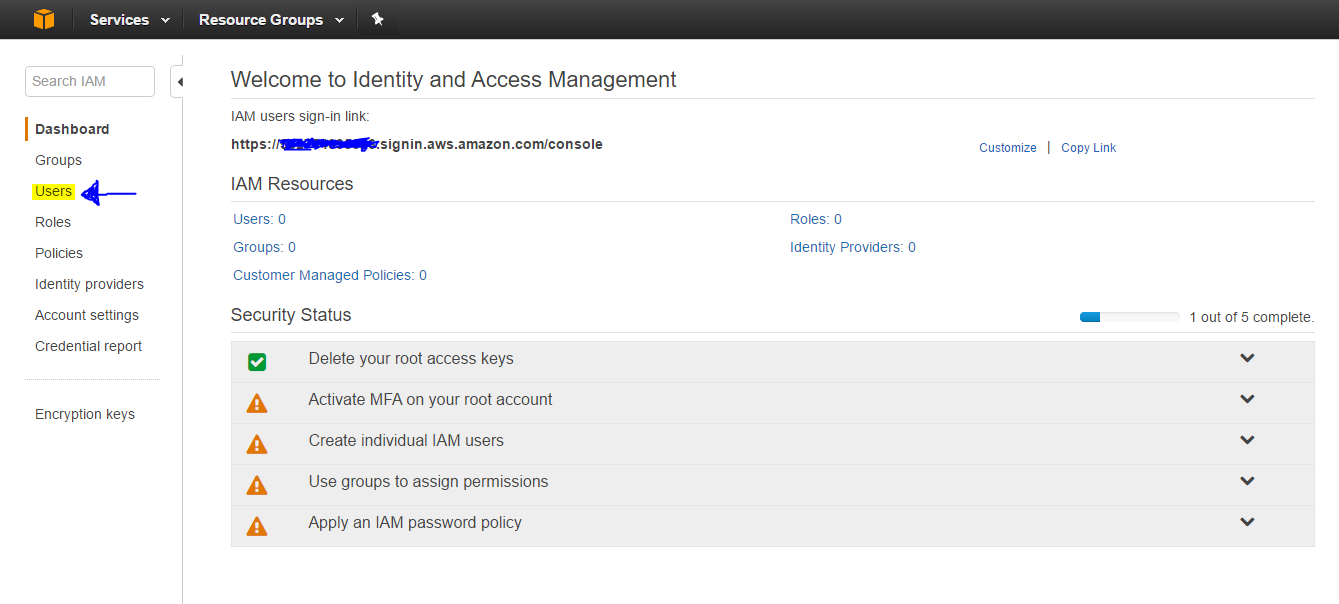 Services Resource Groups
Search IAM
Dashboard
Groups
Users
Roles
Policies
Identity providers
Account settings
Credential report
Encryption keys
Welcome to Identity and Access Management
IAM users sign-in link:
https:// signin.aws.amazon.com/console Customize | Copy Link
IAM Resources
Users: 0 Roles: 0
Groups: 0 Identity Providers: 0
Customer Managed Policies: 0
Security Status 1 out of 5 complete.
Delete your root access keys
Activate MFA on your root account
Create individual IAM users
Use groups to assign permissions
Apply an IAM password policy